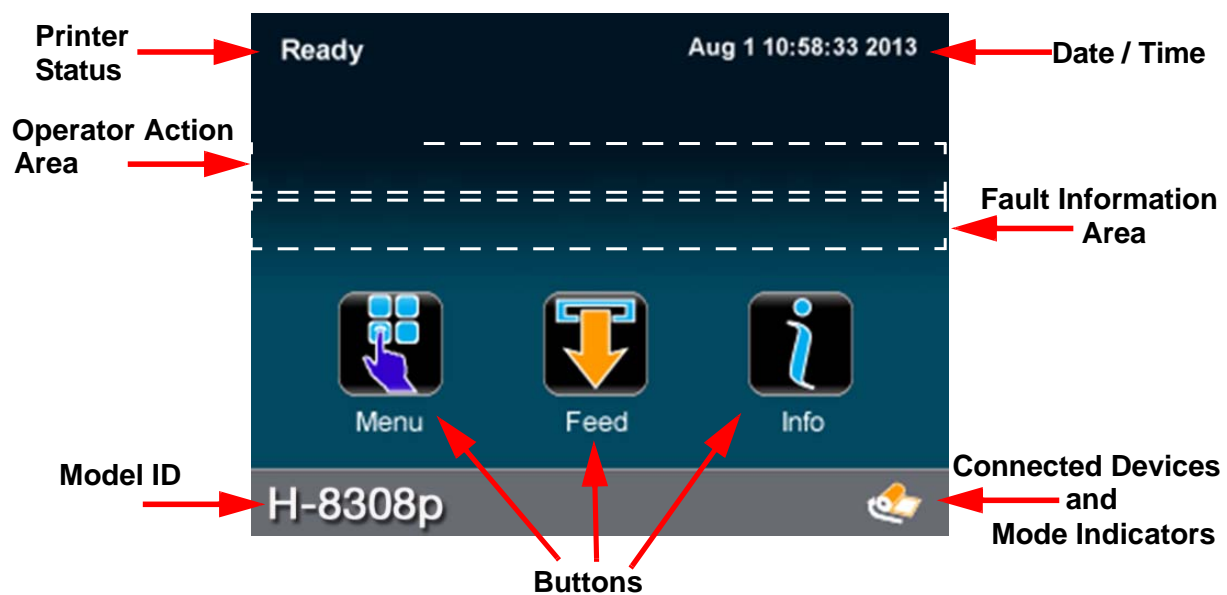 Printer
Status
Ready
Aug 1 10:58:33 2013
Date / Time
Operator Action
Area
Fault Information
Area
Menu
Feed
Info
Model ID
H-8308p
Connected Devices
and
Mode Indicators
Buttons